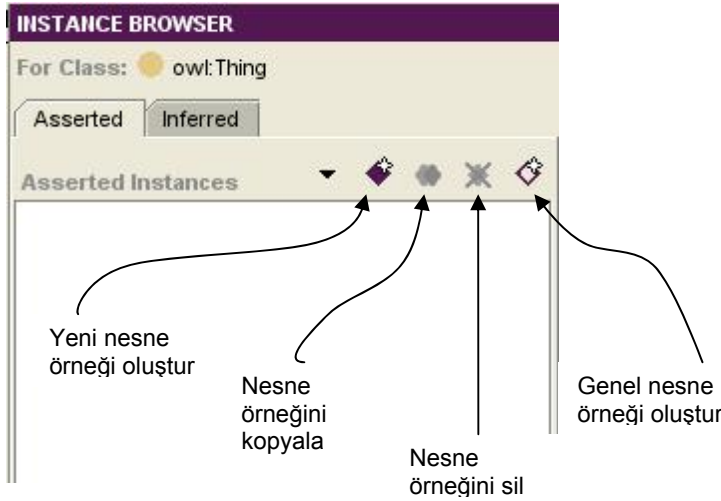 INSTANCE BROWSER
For Class: owl:Thing
Asserted Inferred
Asserted Instances
Yeni nesne
örneği oluştur
Nesne
örneğini
kopyala
Nesne
örneğini sil
Genel nesne
örneği oluştur